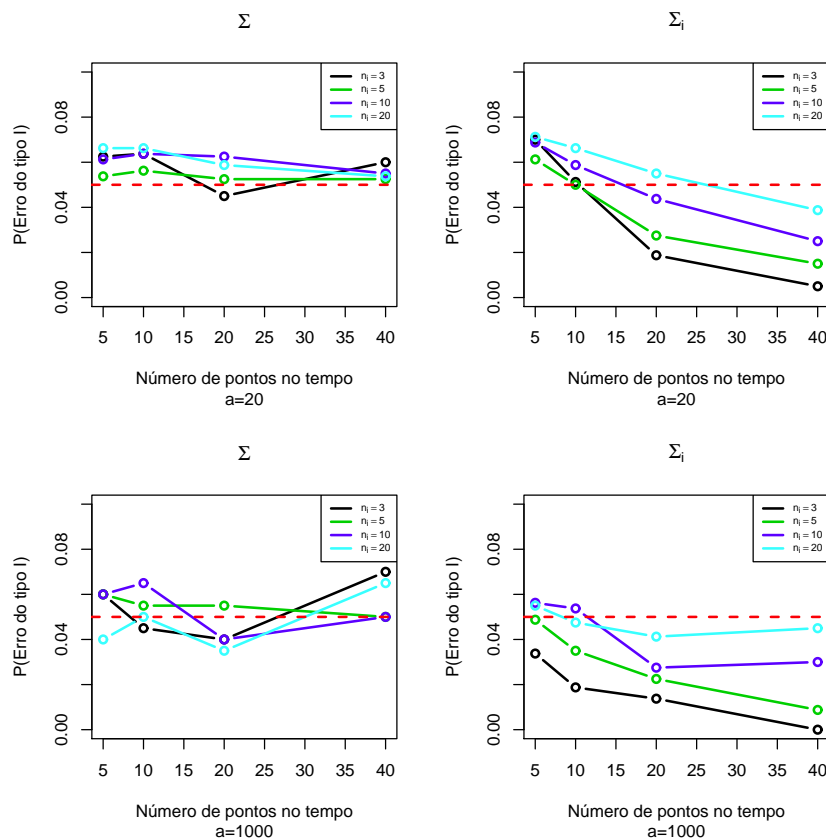 Σ
n_i = 3
n_i = 5
n_i = 10
n_i = 20
P(Erro do tipo I)
0.00
0.04
0.08
5 10 15 20 25 30 35 40
Número de pontos no tempo
a=20
Σ_i
n_i = 3
n_i = 5
n_i = 10
n_i = 20
P(Erro do tipo I)
0.00
0.04
0.08
5 10 15 20 25 30 35 40
Número de pontos no tempo
a=20
Σ
n_i = 3
n_i = 5
n_i = 10
n_i = 20
P(Erro do tipo I)
0.00
0.04
0.08
5 10 15 20 25 30 35 40
Número de pontos no tempo
a=1000
Σ_i
n_i = 3
n_i = 5
n_i = 10
n_i = 20
P(Erro do tipo I)
0.00
0.04
0.08
5 10 15 20 25 30 35 40
Número de pontos no tempo
a=1000